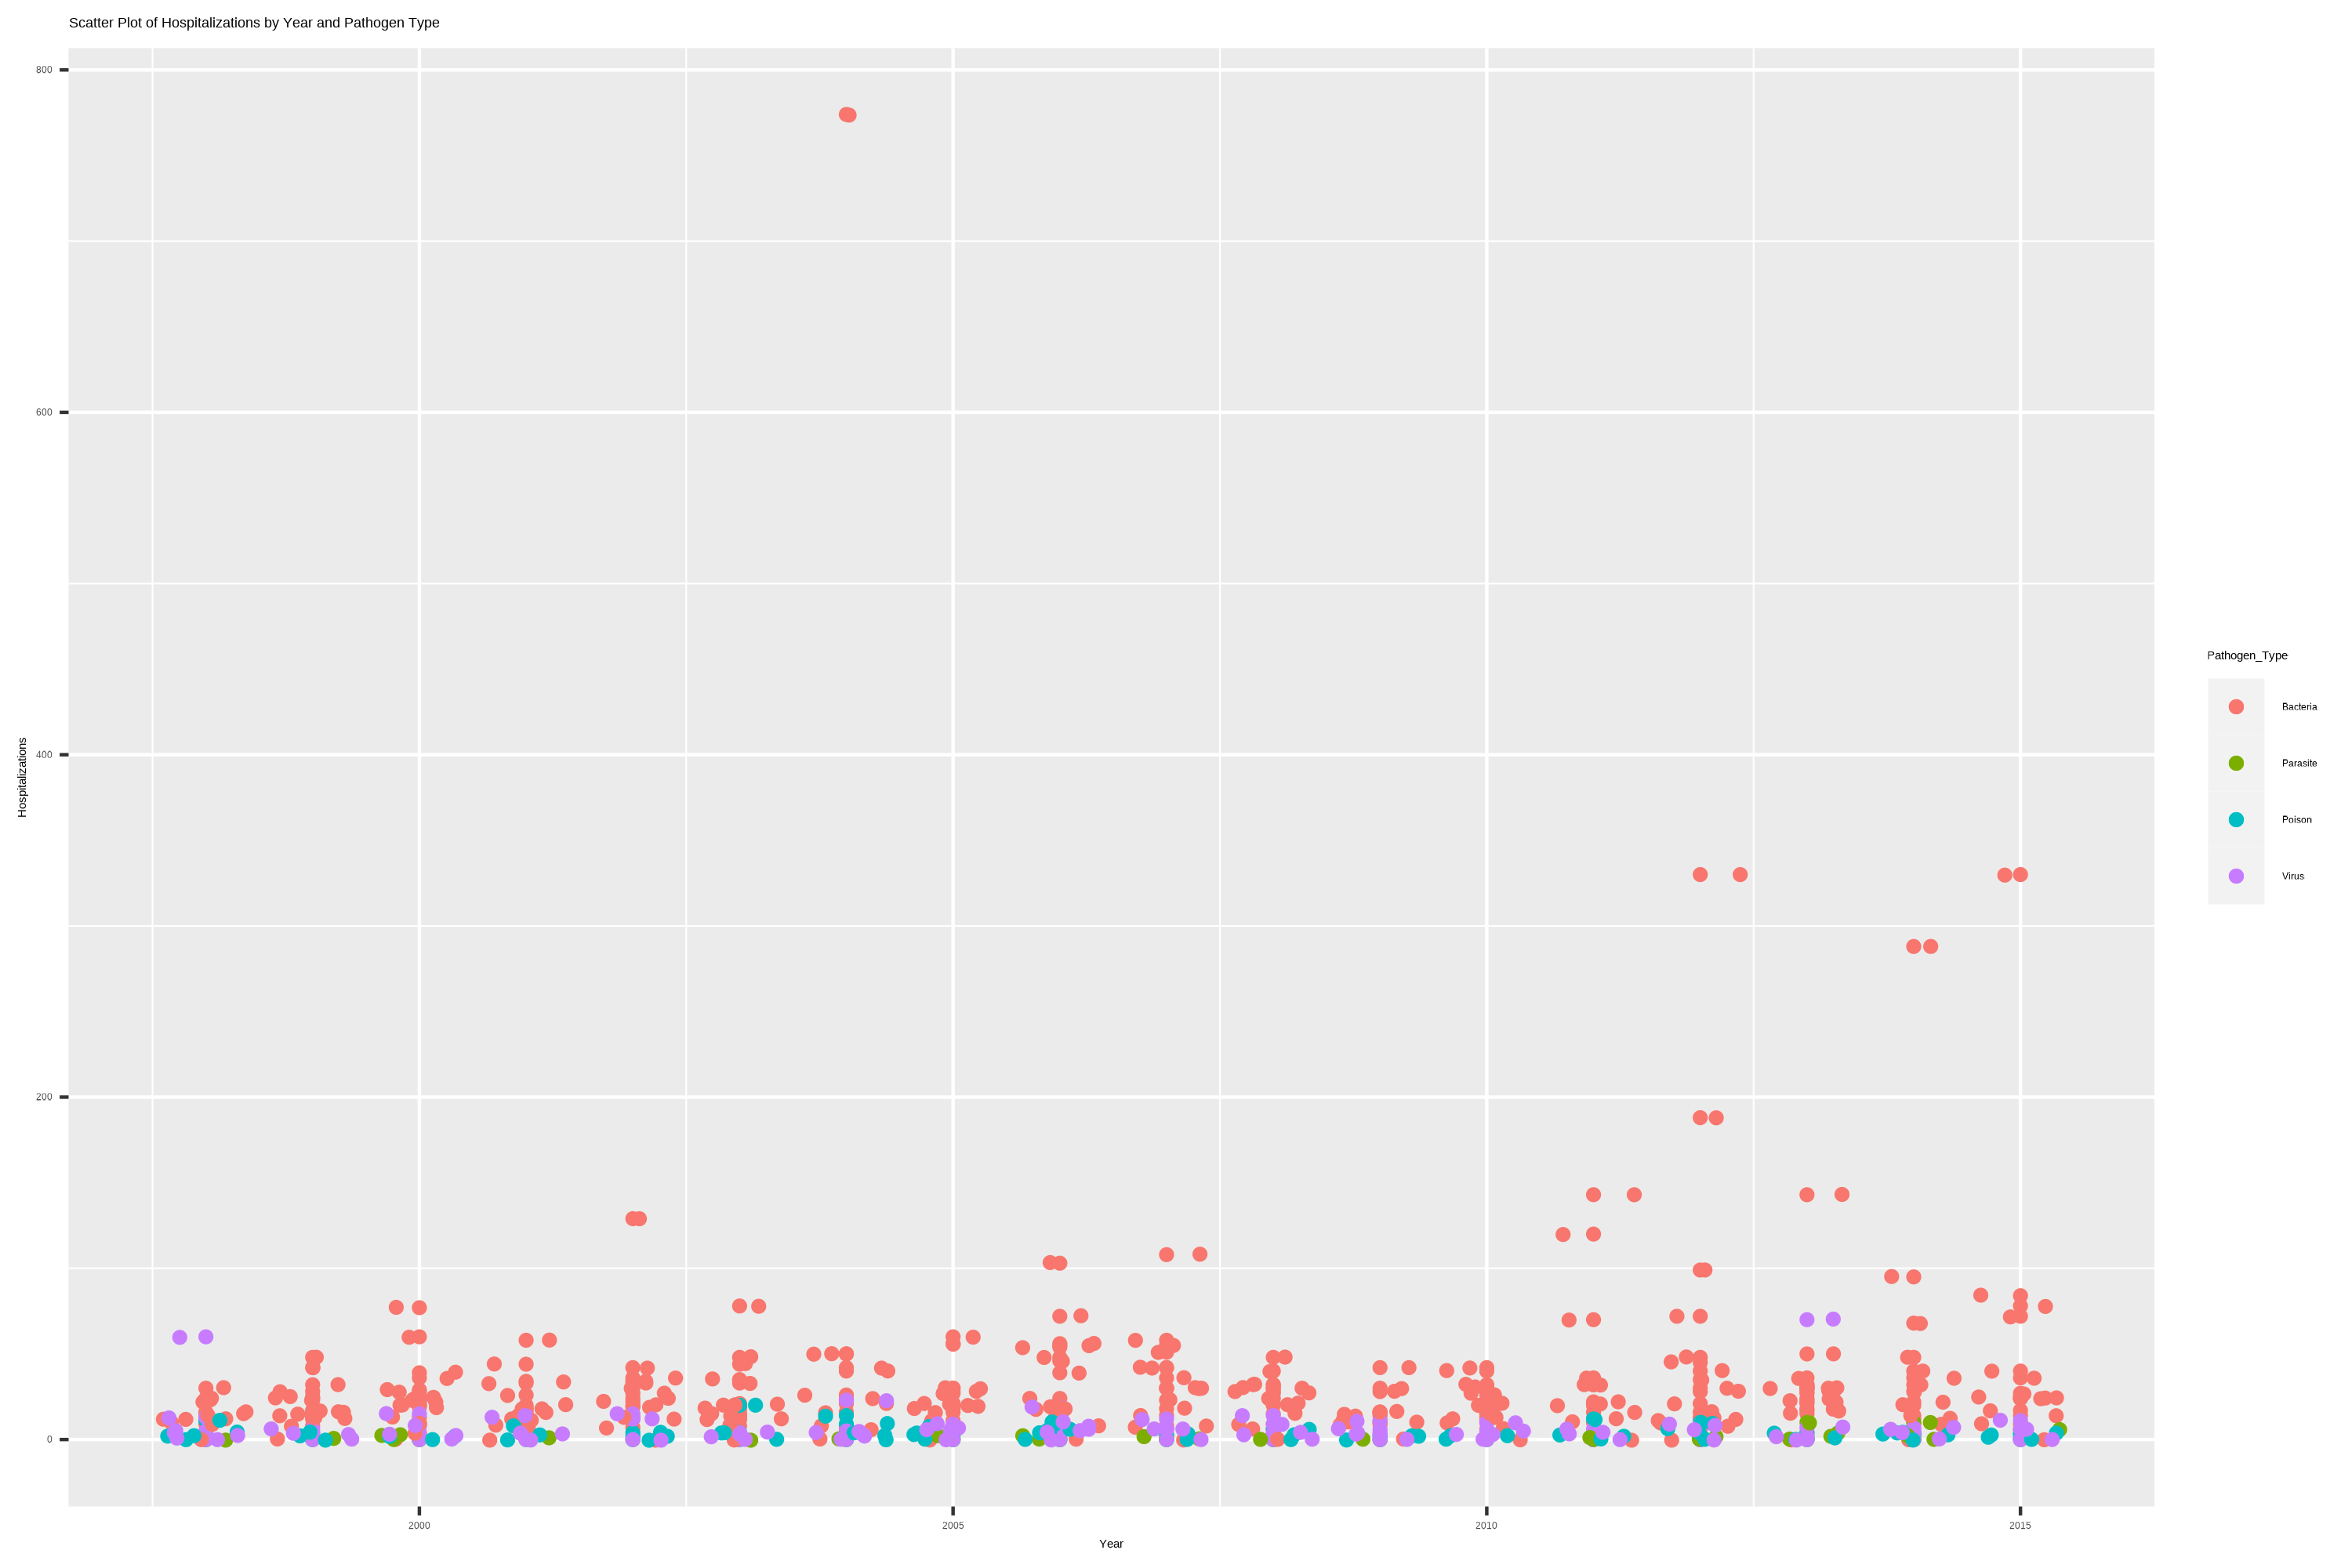 Scatter Plot of Hospitalizations by Year and Pathogen Type
800
600
400
200
0
Hospitalizations
2000
2005
2010
2015
Year
Pathogen_Type
Bacteria
Parasite
Poison
Virus